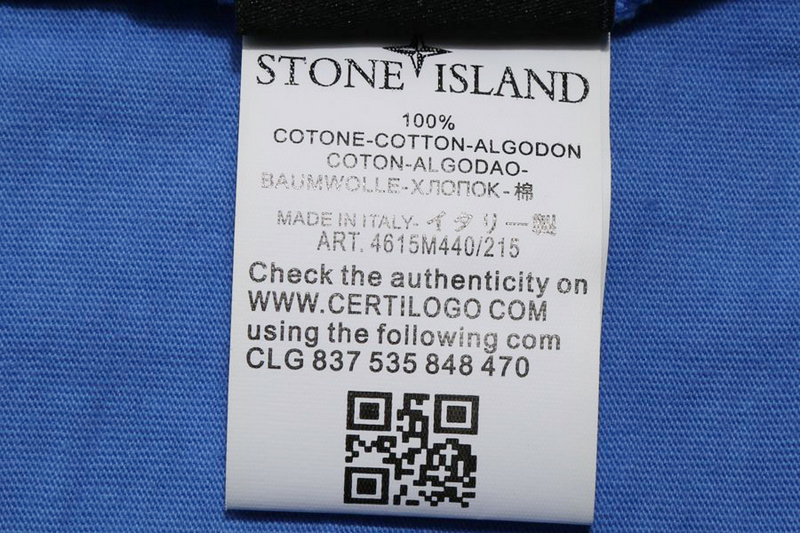 STONE ISLAND
100%
COTONE-COTTON-ALGODON
COTON-ALGODAO-
BAUMWOLLE-ХЛОПОК-棉
MADE IN ITALY-イタリー製
ART. 4615M440/215
Check the authenticity on
WWW.CERTILOGO COM
using the following com
CLG 837 535 848 470